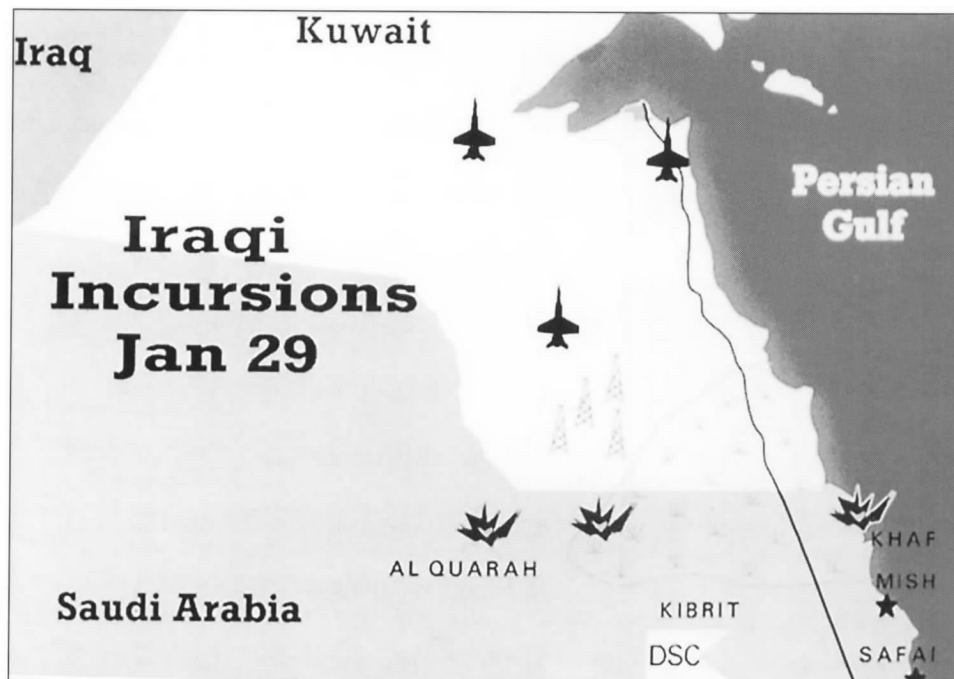 Kuwait
Iraq
Persian
Gulf
Iraqi
Incursions
Jan 29
KHAF
AL QUARAH
MISH
Saudi Arabia
KIBRIT
DSC
SAFAI